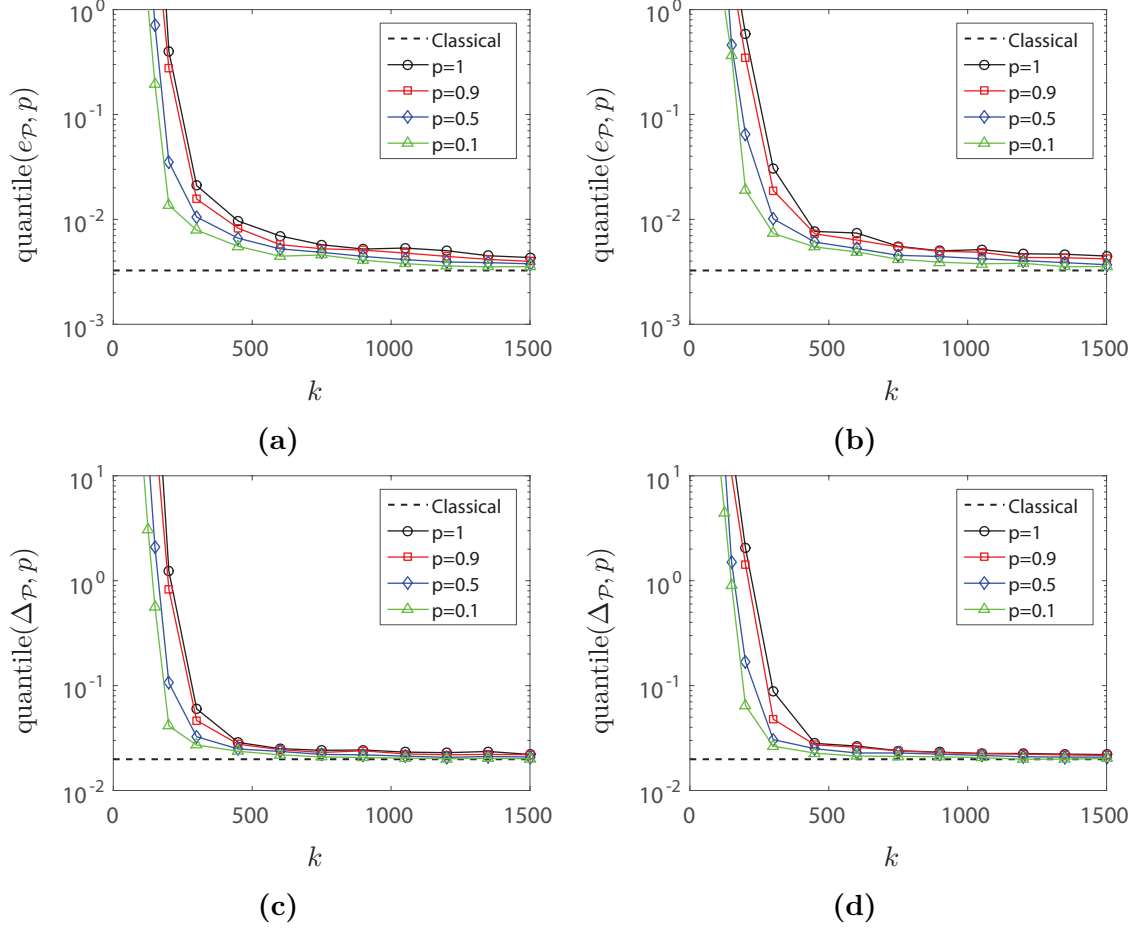 10^0
10^{-1}
10^{-2}
10^{-3}
quantile(e_𝒫, p)
Classical
p=1
p=0.9
p=0.5
p=0.1
0 500 1000 1500
k
(a)
10^0
10^{-1}
10^{-2}
10^{-3}
quantile(e_𝒫, p)
Classical
p=1
p=0.9
p=0.5
p=0.1
0 500 1000 1500
k
(b)
10^1
10^0
10^{-1}
10^{-2}
quantile(Δ_𝒫, p)
Classical
p=1
p=0.9
p=0.5
p=0.1
0 500 1000 1500
k
(c)
10^1
10^0
10^{-1}
10^{-2}
quantile(Δ_𝒫, p)
Classical
p=1
p=0.9
p=0.5
p=0.1
0 500 1000 1500
k
(d)